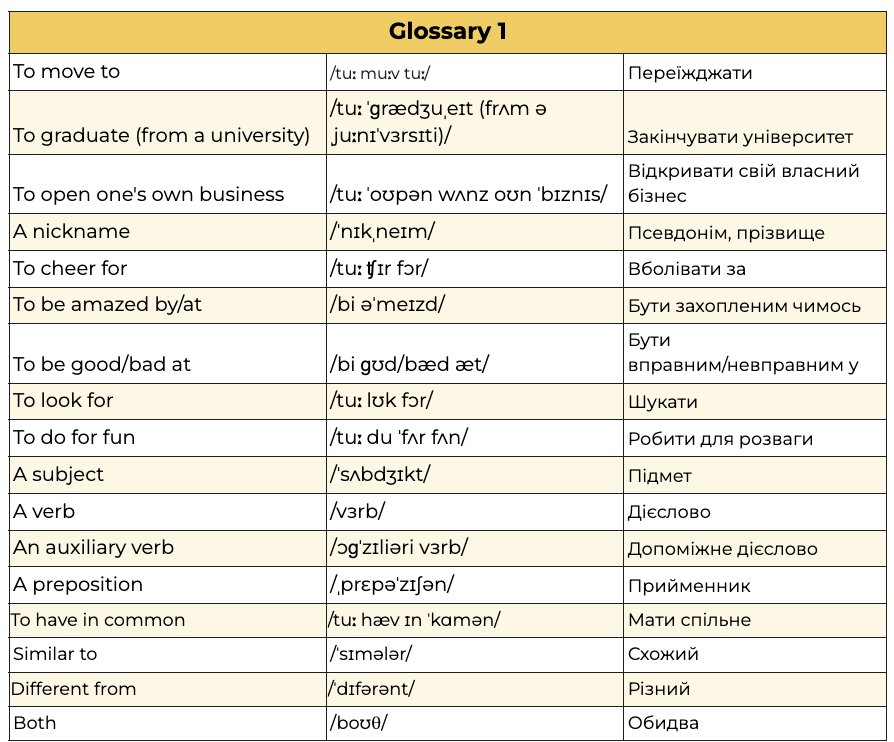 Glossary 1
To move to /tuː muːv tuː/ Переїжджати
To graduate (from a university) /tuː ˈgrædʒuˌeɪt (frʌm ə
ˌjuːnɪˈvɜrsɪti)/ Закінчувати університет
To open one's own business /tuː ˈoʊpən wʌnz oʊn ˈbɪznɪs/ Відкривати свій власний
бізнес
A nickname /ˈnɪkˌneɪm/ Псевдонім, прізвище
To cheer for /tuː ʧɪr fɔr/ Вболівати за
To be amazed by/at /bi əˈmeɪzd/ Бути захопленим чимось
To be good/bad at /bi gʊd/bæd æt/ Бути
вправним/невправним у
To look for /tuː lʊk fɔr/ Шукати
To do for fun /tuː du ˈfʌr fʌn/ Робити для розваги
A subject /ˈsʌbdʒɪkt/ Підмет
A verb /vɜrb/ Дієслово
An auxiliary verb /ɔgˈzɪliəri vɜrb/ Допоміжне дієслово
A preposition /ˌprɛpəˈzɪʃən/ Прийменник
To have in common /tuː hæv ɪn ˈkɑmən/ Мати спільне
Similar to /ˈsɪmələr/ Схожий
Different from /ˈdɪfərənt/ Різний
Both /boʊθ/ Обидва